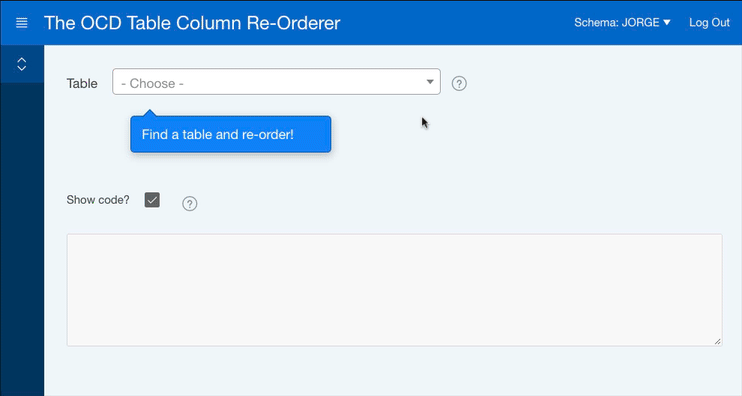 The OCD Table Column Re-Orderer
Schema: JORGE
Log Out
Table
- Choose -
?
Find a table and re-order!
Show code?
?